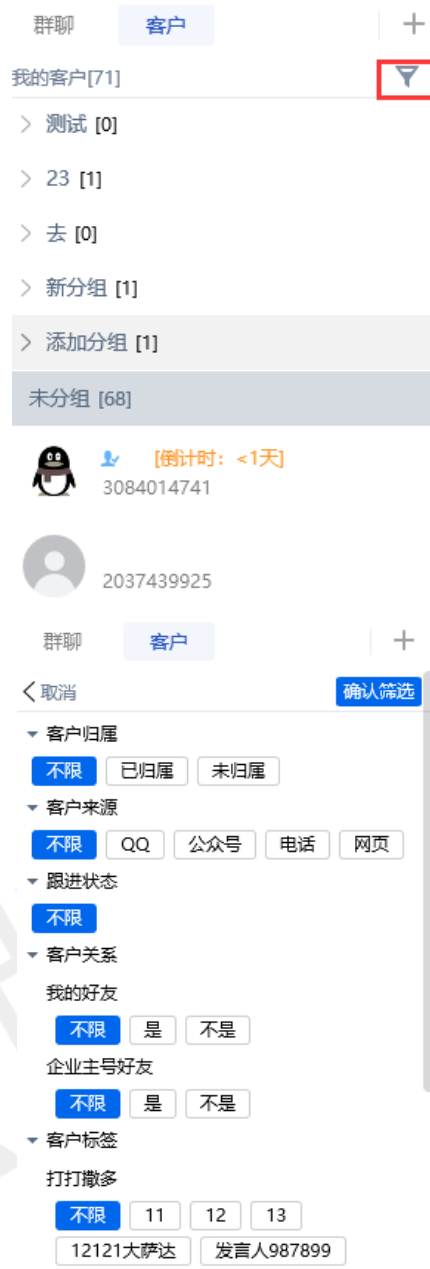 群聊 客户 +
我的客户[71]
测试 [0]
23 [1]
去 [0]
新分组 [1]
添加分组 [1]
未分组 [68]
[倒计时：<1天]
3084014741
2037439925
群聊 客户 +
取消 确认筛选
客户归属
不限 已归属 未归属
客户来源
不限 QQ 公众号 电话 网页
跟进状态
不限
客户关系
我的好友
不限 是 不是
企业主号好友
不限 是 不是
客户标签
打打撒多
不限 11 12 13
12121大萨达 发言人987899